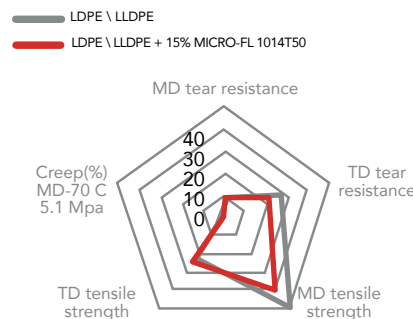 LDPE \ LLDPE
LDPE \ LLDPE + 15% MICRO-FL 1014T50
MD tear resistance
40
30
20
10
0
Creep(%)
MD-70 C
5.1 Mpa
TD tear
resistance
TD tensile
strength
MD tensile
strength